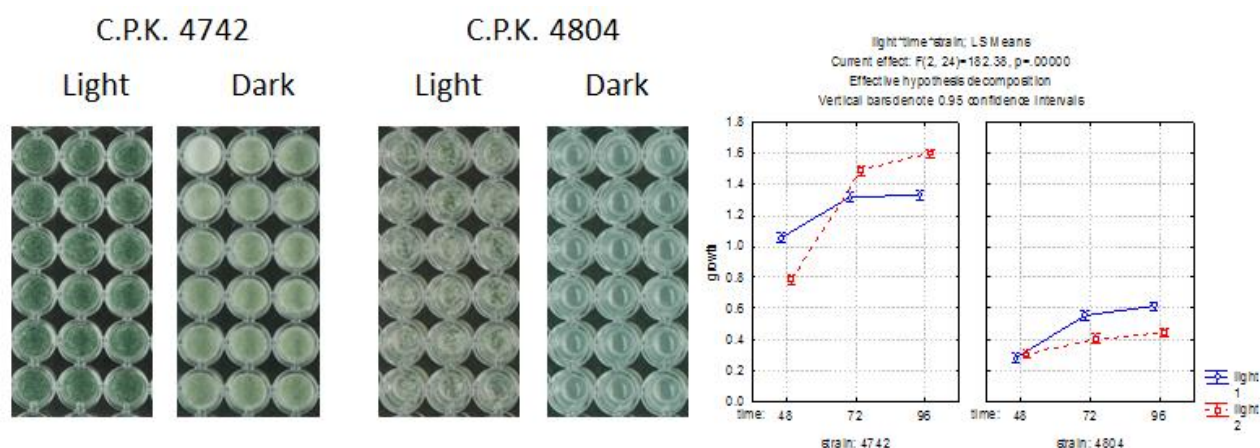 C.P.K. 4742
Light Dark
C.P.K. 4804
Light Dark
light*time*strain; LS Means
Current effect: F(2, 24)=182.38, p=.00000
Effective hypothesis decomposition
Vertical bars denote 0.95 confidence intervals
growth
1.8
1.6
1.4
1.2
1.0
0.8
0.6
0.4
0.2
0.0
time: 48 72 96
strain: 4742
time: 48 72 96
strain: 4804
light
1
light
2